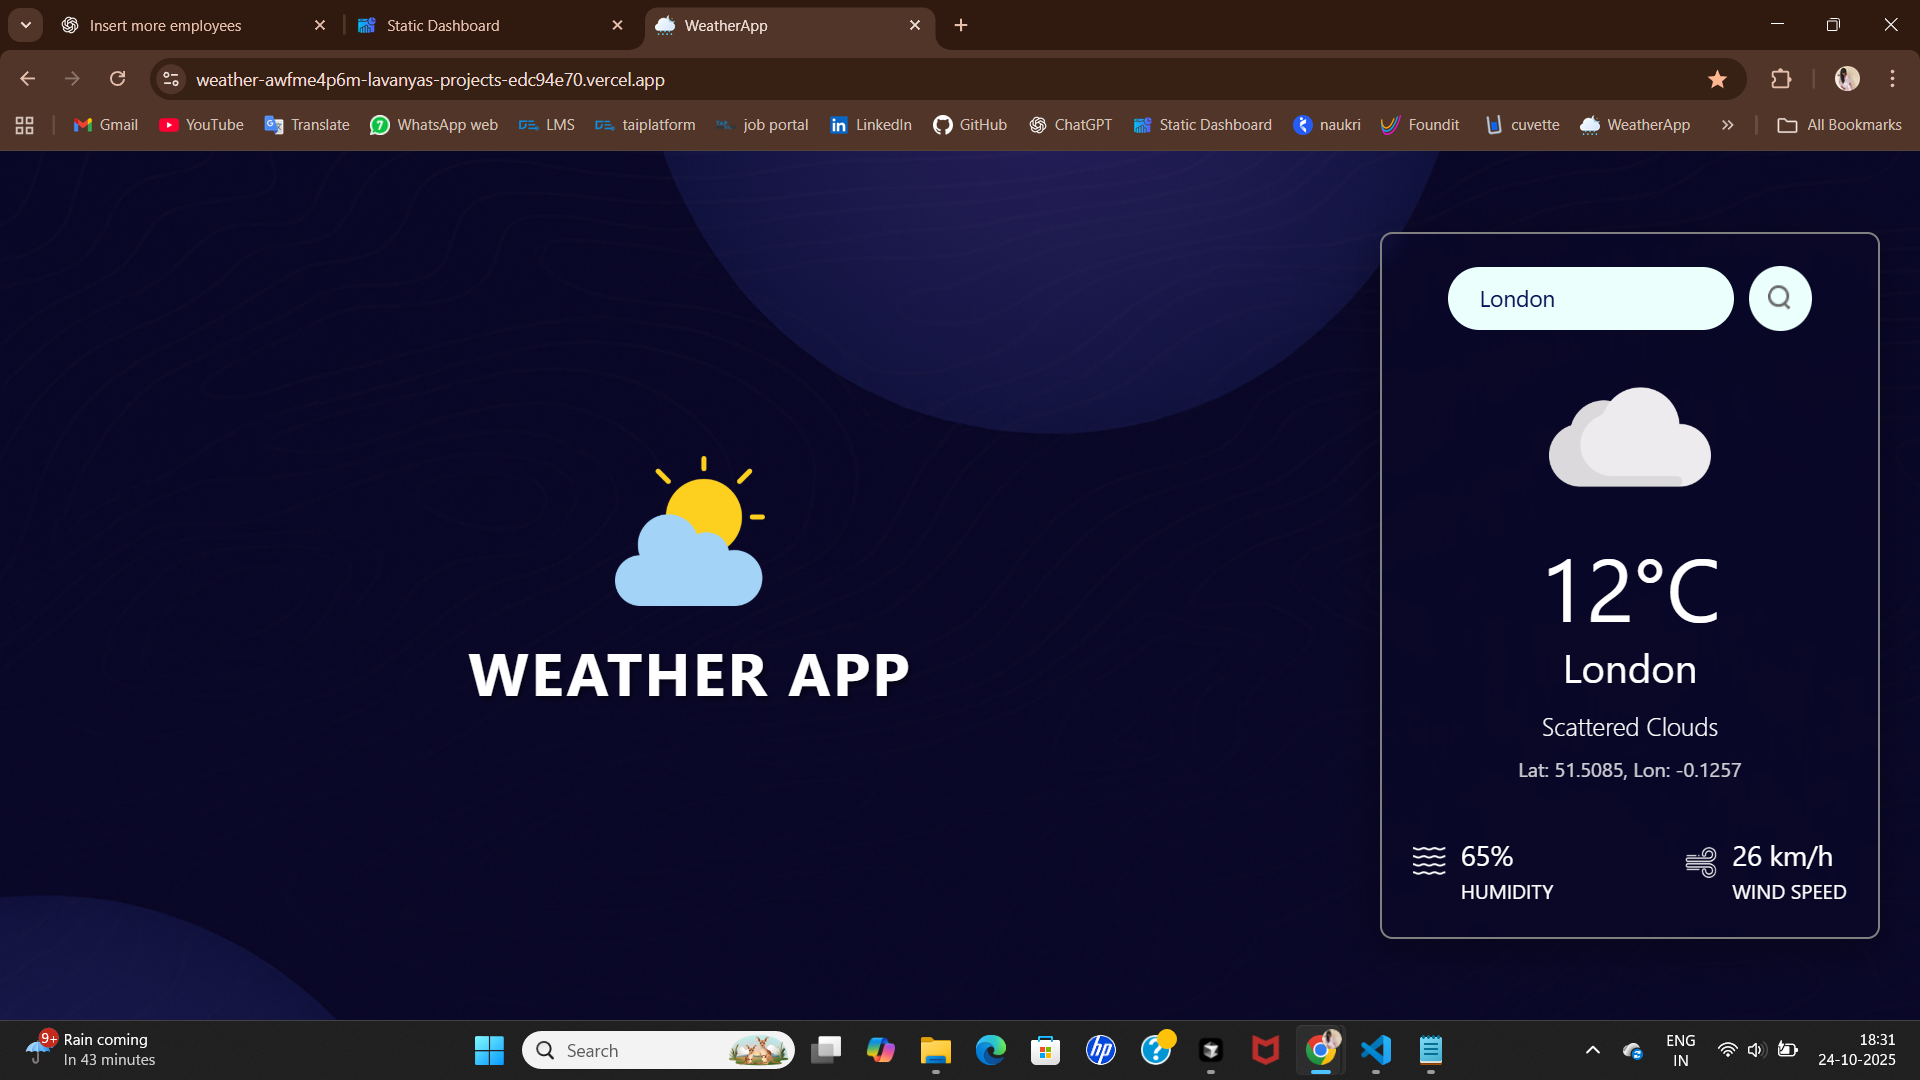 Insert more employees
Static Dashboard
WeatherApp
weather-awfme4p6m-lavanyas-projects-edc94e70.vercel.app
Gmail
YouTube
Translate
7
WhatsApp web
LMS
taiplatform
job portal
in
LinkedIn
GitHub
ChatGPT
Static Dashboard
naukri
Foundit
cuvette
WeatherApp
All Bookmarks
London
12°C
London
Scattered Clouds
Lat: 51.5085, Lon: -0.1257
65%
HUMIDITY
26 km/h
WIND SPEED
WEATHER APP
9+
Rain coming
In 43 minutes
Search
hp
?
ENG
IN
18:31
24-10-2025